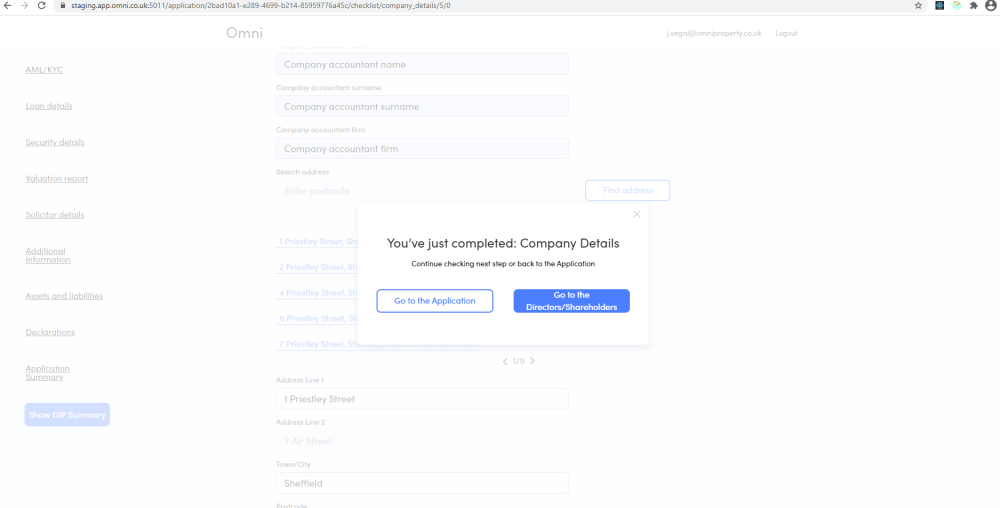 staging.app.omni.co.uk:5011/application/2bad10a1-e289-4699-b214-85959776a45c/checklist/company_details/5/0
Omni
j.segal@omniproperty.co.uk
Logout
AML/KYC
Loan details
Security details
Valuation report
Solicitor details
Additional
information
Assets and liabilities
Declarations
Application
Summary
Show DIP Summary
Company accountant name
Company accountant surname
Company accountant surname
Company accountant firm
Company accountant firm
Search address
Enter postcode
Find address
1 Priestley Street, Sh
2 Priestley Street, Sh
4 Priestley Street, Sh
6 Priestley Street, Sh
7 Priestley Street,
You've just completed: Company Details
Continue checking next step or back to the Application
Go to the Application
Go to the
Directors/Shareholders
1/9
Address Line 1
1 Priestley Street
Address Line 2
7 Air Street
Town/City
Sheffield
Postcode